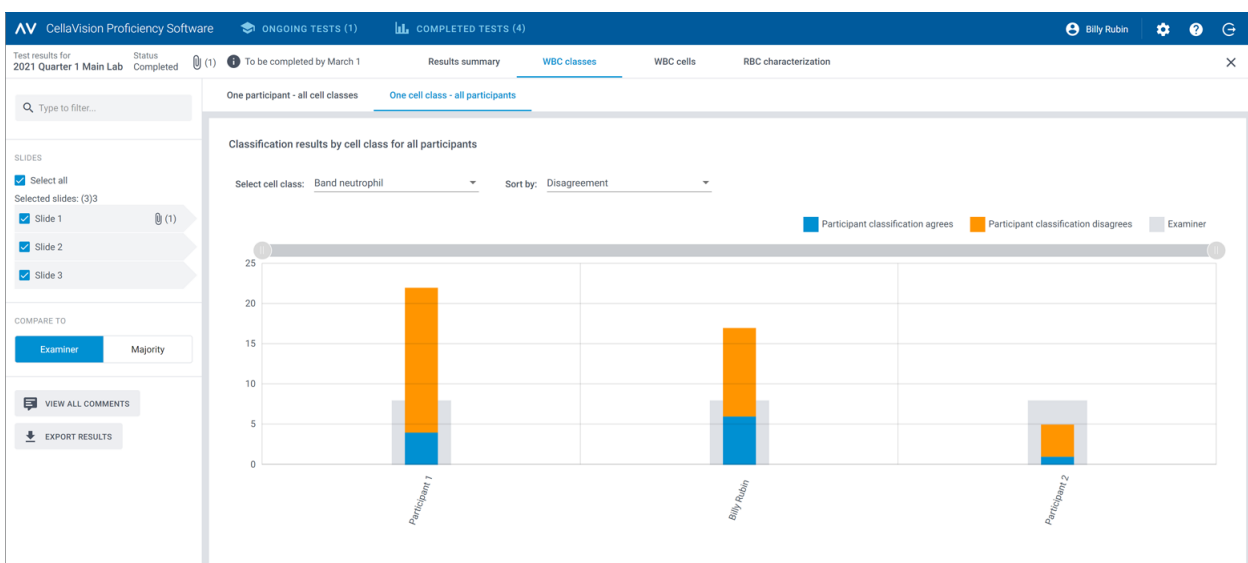 CellaVision Proficiency Software
ONGOING TESTS (1)
COMPLETED TESTS (4)
Billy Rubin
Test results for
2021 Quarter 1 Main Lab
Status
Completed
(1)
To be completed by March 1
Results summary
WBC classes
WBC cells
RBC characterization
Type to filter...
SLIDES
Select all
Selected slides: (3)3
Slide 1
(1)
Slide 2
Slide 3
COMPARE TO
Examiner
Majority
VIEW ALL COMMENTS
EXPORT RESULTS
One participant - all cell classes
One cell class - all participants
Classification results by cell class for all participants
Select cell class: Band neutrophil
Sort by: Disagreement
Participant classification agrees
Participant classification disagrees
Examiner
25
20
15
10
5
0
Participant 1
Billy Rubin
Participant 2